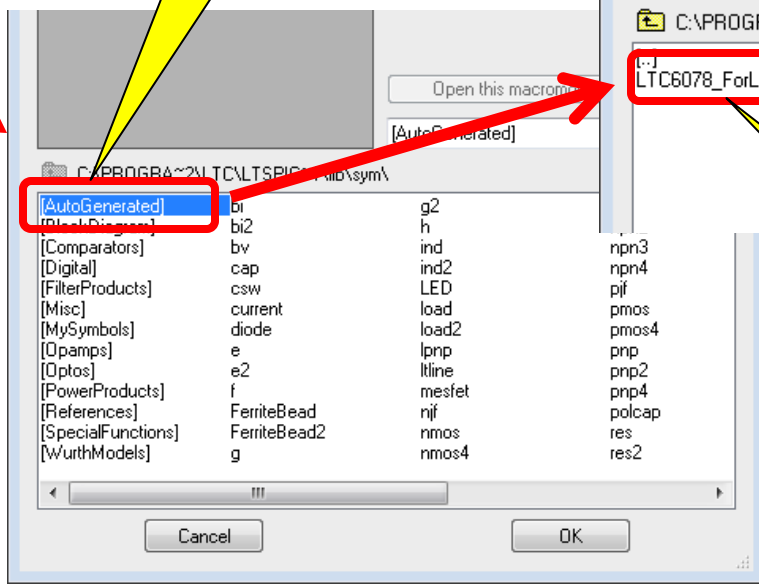 C:\PROGR
[..]
LTC6078_ForL
Open this macromo
[AutoGenerated]
C:\PROGRA~2\LTC\LTSPIC~1\lib\sym\
[AutoGenerated] bi g2
[BlockDiagram] bi2 h
[Comparators] bv ind npn3
[Digital] cap ind2 npn4
[FilterProducts] csw LED pjf
[Misc] current load pmos
[MySymbols] diode load2 pmos4
[Opamps] e lpnp pnp
[Optos] e2 ltline pnp2
[PowerProducts] f mesfet pnp4
[References] FerriteBead njf polcap
[SpecialFunctions] FerriteBead2 nmos res
[WurthModels] g nmos4 res2
Cancel OK